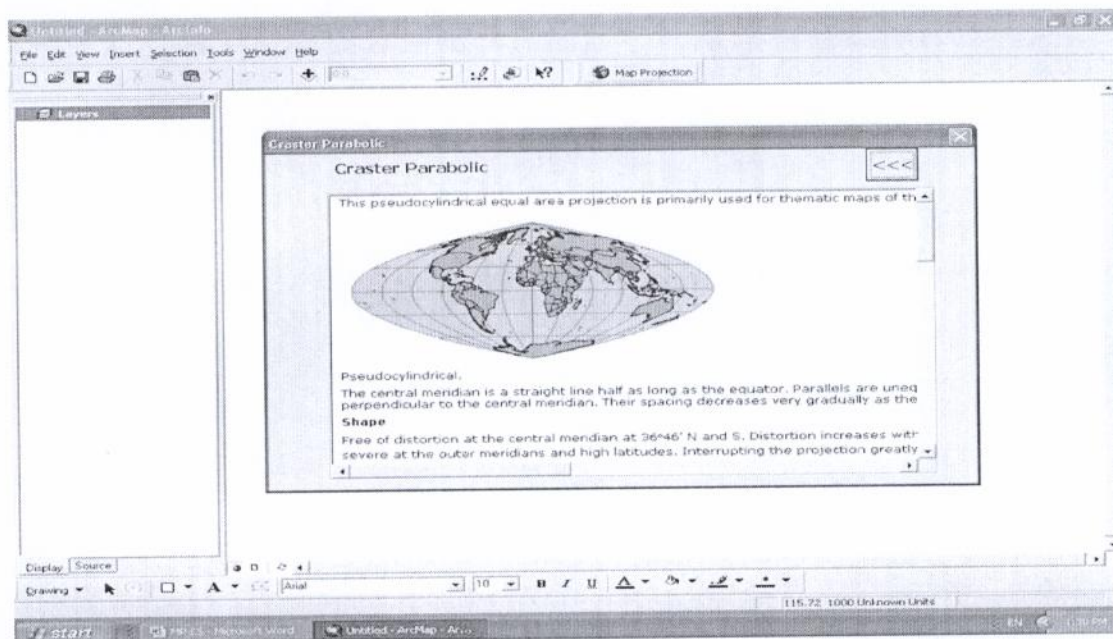 Untitled - ArcMap - ArcInfo
File Edit View Insert Selection Tools Window Help
Map Projection
Layers
Craster Parabolic
Craster Parabolic
<<<
This pseudocylindrical equal area projection is primarily used for thematic maps of th
Pseudocylindrical.
The central meridian is a straight line half as long as the equator. Parallels are uneq
perpendicular to the central meridian. Their spacing decreases very gradually as the
Shape
Free of distortion at the central meridian at 36°46' N and S. Distortion increases with
severe at the outer meridians and high latitudes. Interrupting the projection greatly
Display Source
Drawing A Arial 10 B I U A
115.72 1000 Unknown Units
start MP ES - Microsoft Word Untitled - ArcMap - Arc... EN 1:30 PM